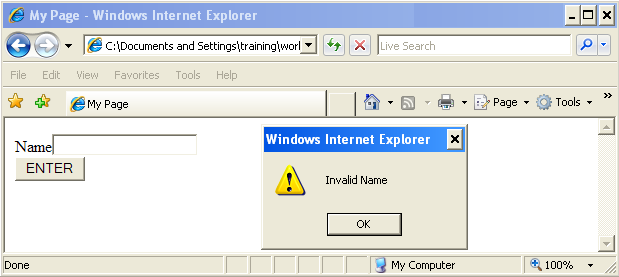 My Page - Windows Internet Explorer
C:\Documents and Settings\training\worl
Live Search
File Edit View Favorites Tools Help
My Page
Page Tools
Name
ENTER
Windows Internet Explorer
Invalid Name
OK
Done
My Computer
100%